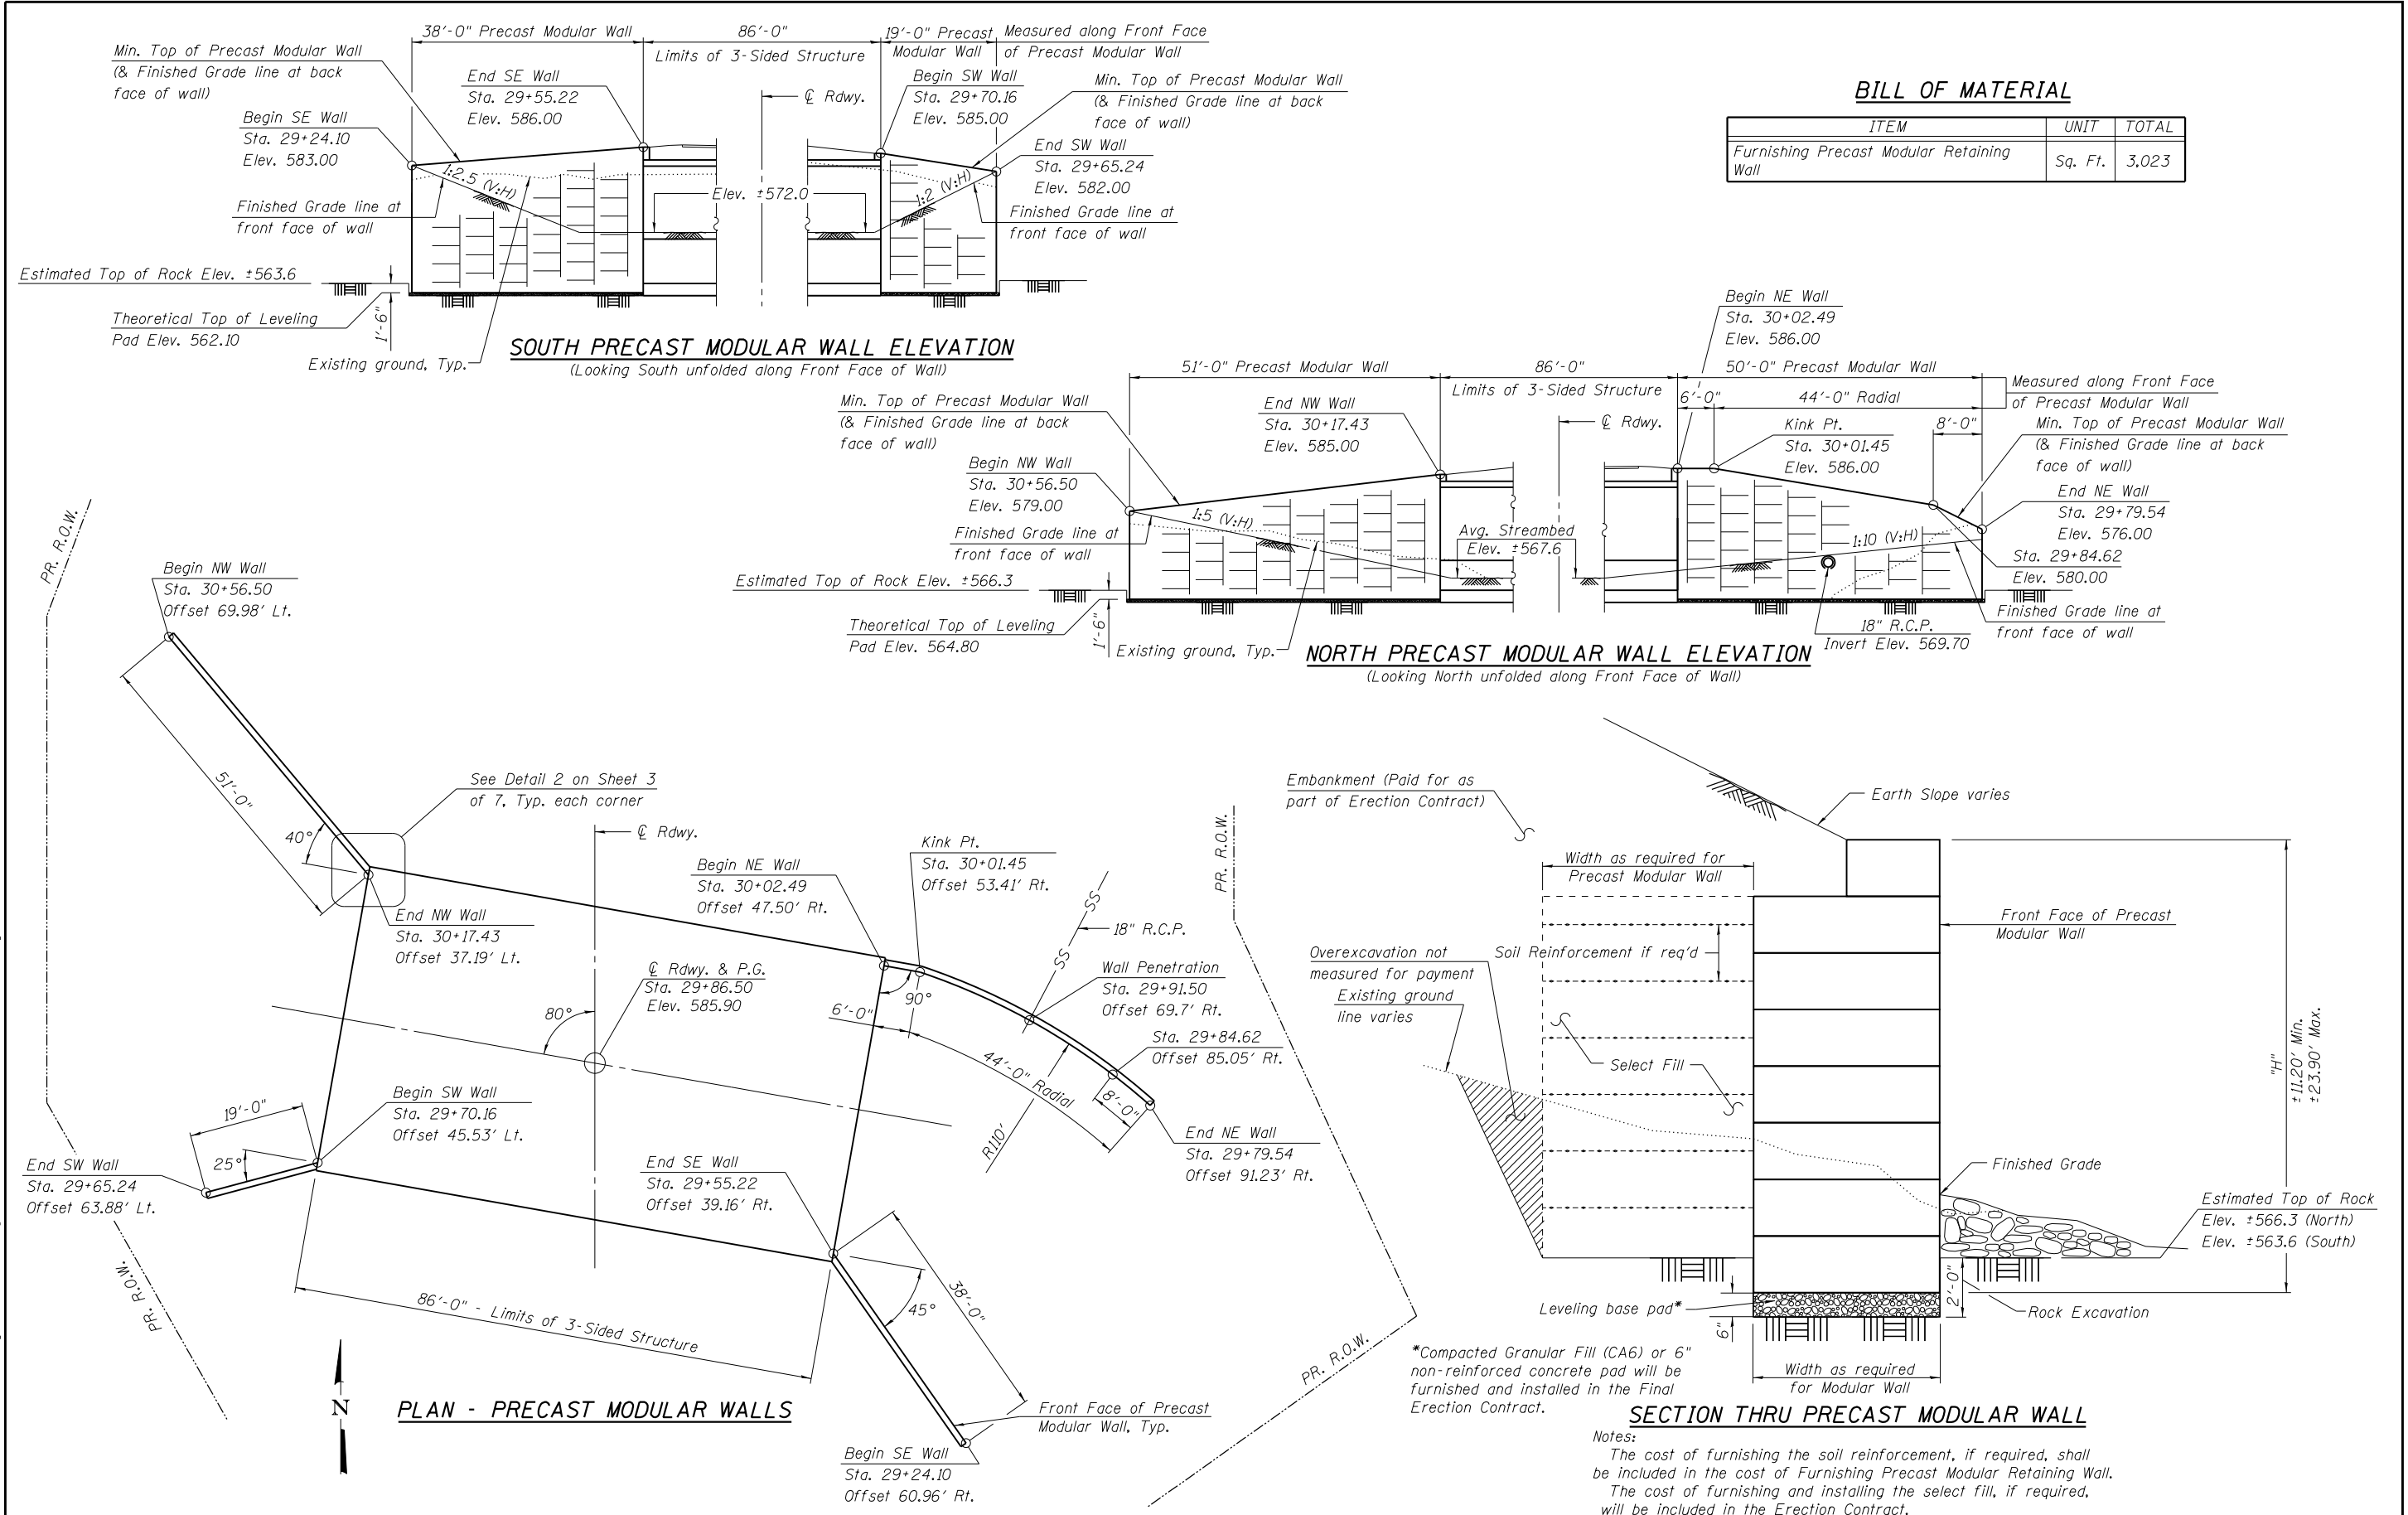 38'-0" Precast Modular Wall
86'-0"
Limits of 3-Sided Structure
19'-0" Precast
Modular Wall
Measured along Front Face
of Precast Modular Wall
Min. Top of Precast Modular Wall
(& Finished Grade line at back
face of wall)
End SE Wall
Sta. 29+55.22
Elev. 586.00
℄ Rdwy.
Begin SW Wall
Sta. 29+70.16
Elev. 585.00
Min. Top of Precast Modular Wall
(& Finished Grade line at back
face of wall)
Begin SE Wall
Sta. 29+24.10
Elev. 583.00
End SW Wall
Sta. 29+65.24
Elev. 582.00
1:2.5 (V:H)
Elev. ±572.0
1:2 (V:H)
Finished Grade line at
front face of wall
Finished Grade line at
front face of wall
Estimated Top of Rock Elev. ±563.6
Theoretical Top of Leveling
Pad Elev. 562.10
1'-6"
Existing ground, Typ.
SOUTH PRECAST MODULAR WALL ELEVATION
(Looking South unfolded along Front Face of Wall)
BILL OF MATERIAL
ITEM UNIT TOTAL
Furnishing Precast Modular Retaining
Wall Sq. Ft. 3,023
Begin NE Wall
Sta. 30+02.49
Elev. 586.00
51'-0" Precast Modular Wall
86'-0"
Limits of 3-Sided Structure
50'-0" Precast Modular Wall
6'-0"
44'-0" Radial
Measured along Front Face
of Precast Modular Wall
8'-0"
Min. Top of Precast Modular Wall
(& Finished Grade line at back
face of wall)
End NW Wall
Sta. 30+17.43
Elev. 585.00
℄ Rdwy.
Kink Pt.
Sta. 30+01.45
Elev. 586.00
Min. Top of Precast Modular Wall
(& Finished Grade line at back
face of wall)
Begin NW Wall
Sta. 30+56.50
Elev. 579.00
End NE Wall
Sta. 29+79.54
Elev. 576.00
Finished Grade line at
front face of wall
1:5 (V:H)
Avg. Streambed
Elev. ±567.6
1:10 (V:H)
Sta. 29+84.62
Elev. 580.00
Estimated Top of Rock Elev. ±566.3
Theoretical Top of Leveling
Pad Elev. 564.80
1'-6"
Existing ground, Typ.
18" R.C.P.
Invert Elev. 569.70
Finished Grade line at
front face of wall
NORTH PRECAST MODULAR WALL ELEVATION
(Looking North unfolded along Front Face of Wall)
PR. R.O.W.
Begin NW Wall
Sta. 30+56.50
Offset 69.98' Lt.
51'-0"
40°
See Detail 2 on Sheet 3
of 7, Typ. each corner
End NW Wall
Sta. 30+17.43
Offset 37.19' Lt.
℄ Rdwy.
Begin NE Wall
Sta. 30+02.49
Offset 47.50' Rt.
Kink Pt.
Sta. 30+01.45
Offset 53.41' Rt.
SS
SS
18" R.C.P.
PR. R.O.W.
℄ Rdwy. & P.G.
Sta. 29+86.50
Elev. 585.90
80°
90°
6'-0"
44'-0" Radial
Wall Penetration
Sta. 29+91.50
Offset 69.7' Rt.
Sta. 29+84.62
Offset 85.05' Rt.
R110'
8'-0"
End NE Wall
Sta. 29+79.54
Offset 91.23' Rt.
Begin SW Wall
Sta. 29+70.16
Offset 45.53' Lt.
19'-0"
25°
End SW Wall
Sta. 29+65.24
Offset 63.88' Lt.
PR. R.O.W.
End SE Wall
Sta. 29+55.22
Offset 39.16' Rt.
38'-0"
45°
86'-0" - Limits of 3-Sided Structure
N
PLAN - PRECAST MODULAR WALLS
Front Face of Precast
Modular Wall, Typ.
Begin SE Wall
Sta. 29+24.10
Offset 60.96' Rt.
PR. R.O.W.
Embankment (Paid for as
part of Erection Contract)
Earth Slope varies
Width as required for
Precast Modular Wall
Front Face of Precast
Modular Wall
Overexcavation not
measured for payment
Soil Reinforcement if req'd
Existing ground
line varies
Select Fill
"H"
±11.20' Min.
±23.90' Max.
Finished Grade
Estimated Top of Rock
Elev. ±566.3 (North)
Elev. ±563.6 (South)
Leveling base pad*
6"
2'-0"
Rock Excavation
Width as required
for Modular Wall
*Compacted Granular Fill (CA6) or 6"
non-reinforced concrete pad will be
furnished and installed in the Final
Erection Contract.
SECTION THRU PRECAST MODULAR WALL
Notes:
The cost of furnishing the soil reinforcement, if required, shall
be included in the cost of Furnishing Precast Modular Retaining Wall.
The cost of furnishing and installing the select fill, if required,
will be included in the Erection Contract.